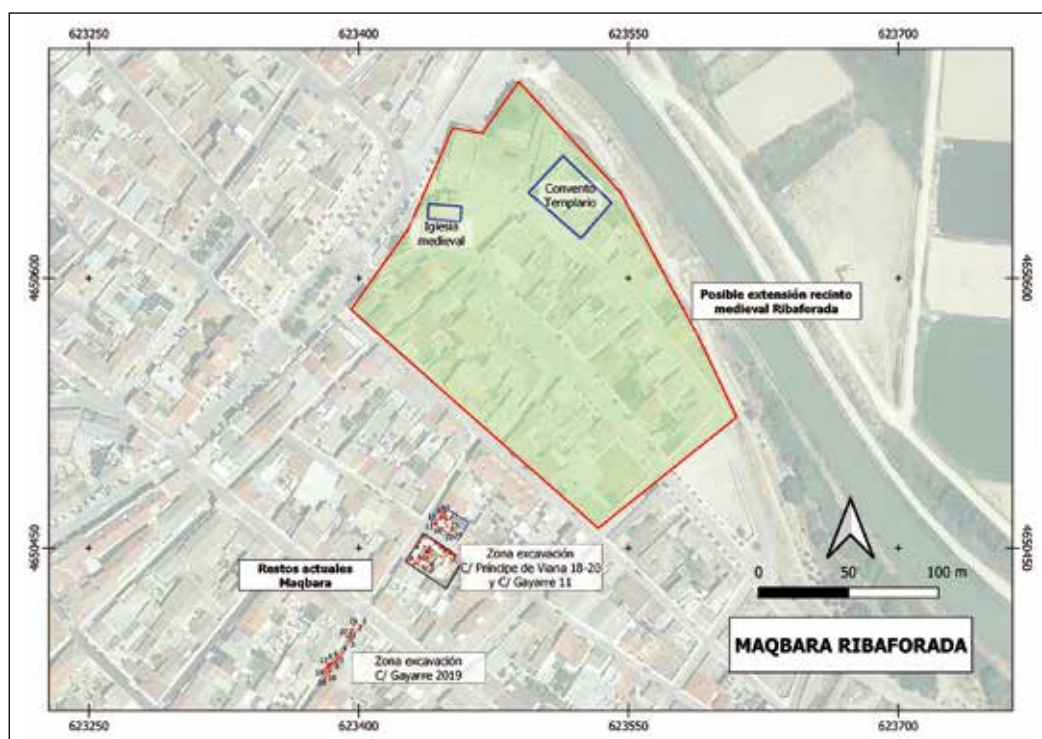 623250
623400
623550
623700
Convento
Templario
Iglesia
medieval
4650600
4650600
Posible extensión recinto
medieval Ribaforada
4650450
4650450
Restos actuales
Maqbara
Zona excavación
C/ Príncipe de Viana 18-20
y C/ Gayarre 11
0
50
100 m
MAQBARA RIBAFORADA
Zona excavación
C/ Gayarre 2019
623250
623400
623550
623700